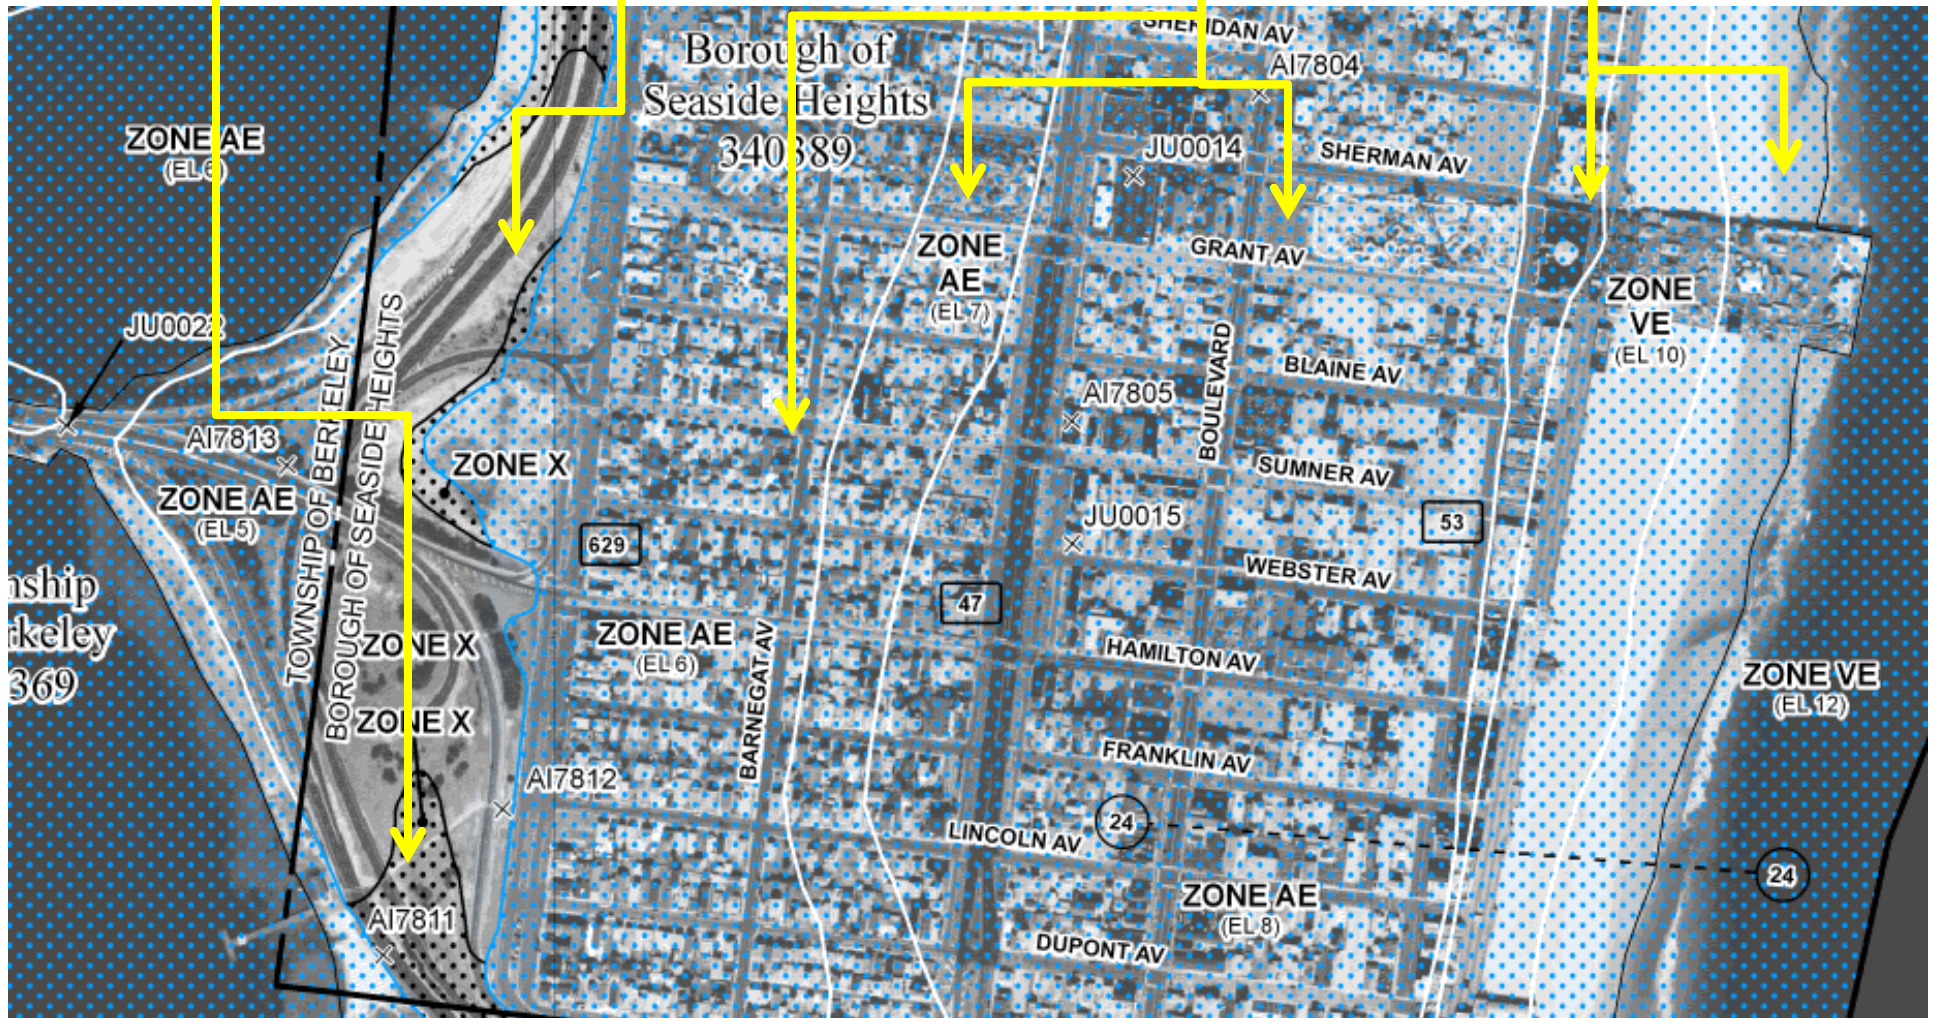 SHERIDAN AV
Borough of
Seaside Heights
340389
AI7804
ZONE AE
(EL 6)
JU0014
SHERMAN AV
ZONE
AE
(EL 7)
GRANT AV
ZONE
VE
(EL 10)
JU0022
TOWNSHIP OF BERKELEY
BOROUGH OF SEASIDE HEIGHTS
BOULEVARD
BLAINE AV
AI7805
AI7813
ZONE X
SUMNER AV
ZONE AE
(EL 5)
JU0015
53
629
WEBSTER AV
nship
rkeley
369
47
ZONE X
ZONE AE
(EL 6)
BARNEGAT AV
HAMILTON AV
ZONE VE
(EL 12)
ZONE X
FRANKLIN AV
AI7812
24
LINCOLN AV
24
ZONE AE
(EL 8)
AI7811
DUPONT AV